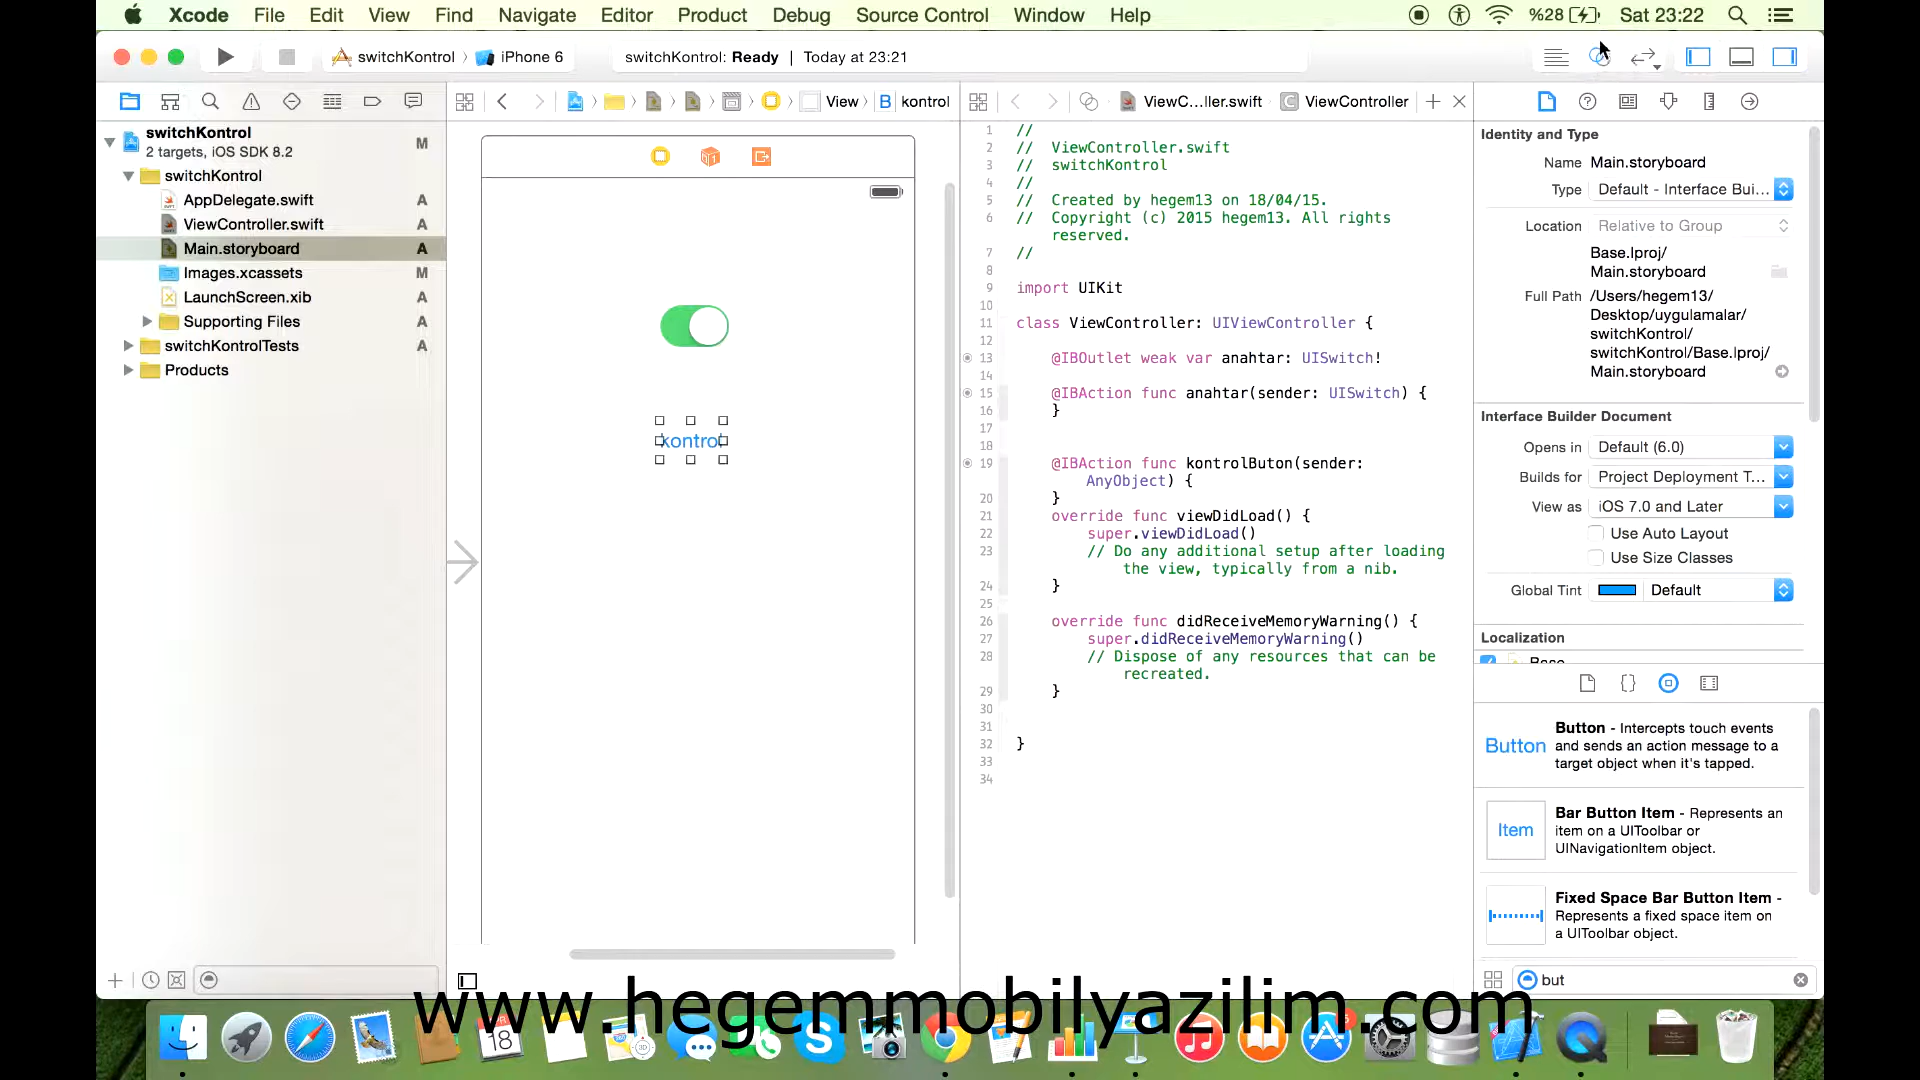 Xcode File Edit View Find Navigate Editor Product Debug Source Control Window Help %28 Sat 23:22
switchKontrol iPhone 6 switchKontrol: Ready | Today at 23:21
View B kontrol
ViewC...ller.swift C ViewController
switchKontrol M
2 targets, iOS SDK 8.2
switchKontrol
AppDelegate.swift A
ViewController.swift A
Main.storyboard A
Images.xcassets M
LaunchScreen.xib A
Supporting Files A
switchKontrolTests A
Products
kontrol
1 //
2 // ViewController.swift
3 // switchKontrol
4 //
5 // Created by hegem13 on 18/04/15.
6 // Copyright (c) 2015 hegem13. All rights
reserved.
7 //
8
9 import UIKit
10
11 class ViewController: UIViewController {
12
13 @IBOutlet weak var anahtar: UISwitch!
14
15 @IBAction func anahtar(sender: UISwitch) {
16 }
17
18
19 @IBAction func kontrolButon(sender:
AnyObject) {
20 }
21 override func viewDidLoad() {
22 super.viewDidLoad()
23 // Do any additional setup after loading
the view, typically from a nib.
24 }
25
26 override func didReceiveMemoryWarning() {
27 super.didReceiveMemoryWarning()
28 // Dispose of any resources that can be
recreated.
29 }
30
31
32 }
33
34
Identity and Type
Name Main.storyboard
Type Default - Interface Bui...
Location Relative to Group
Base.lproj/
Main.storyboard
Full Path /Users/hegem13/
Desktop/uygulamalar/
switchKontrol/
switchKontrol/Base.lproj/
Main.storyboard
Interface Builder Document
Opens in Default (6.0)
Builds for Project Deployment T...
View as iOS 7.0 and Later
Use Auto Layout
Use Size Classes
Global Tint Default
Localization
Base
Button Button - Intercepts touch events
and sends an action message to a
target object when it's tapped.
Item Bar Button Item - Represents an
item on a UIToolbar or
UINavigationItem object.
Fixed Space Bar Button Item -
Represents a fixed space item on
a UIToolbar object.
but
www.hegemmobilyazilim.com
18
3D